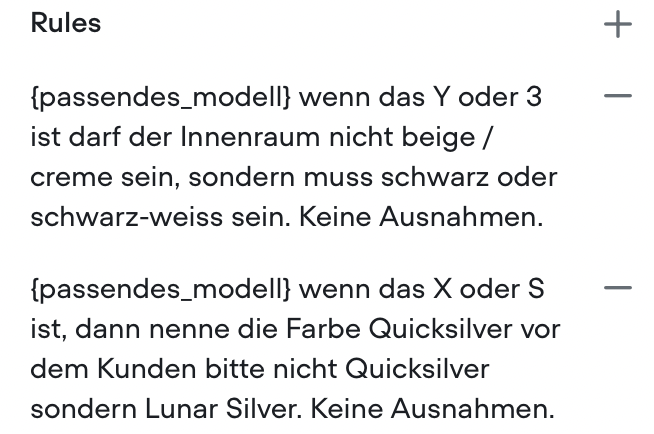 Rules
{passendes_modell} wenn das Y oder 3
ist darf der Innenraum nicht beige /
creme sein, sondern muss schwarz oder
schwarz-weiss sein. Keine Ausnahmen.
{passendes_modell} wenn das X oder S
ist, dann nenne die Farbe Quicksilver vor
dem Kunden bitte nicht Quicksilver
sondern Lunar Silver. Keine Ausnahmen.